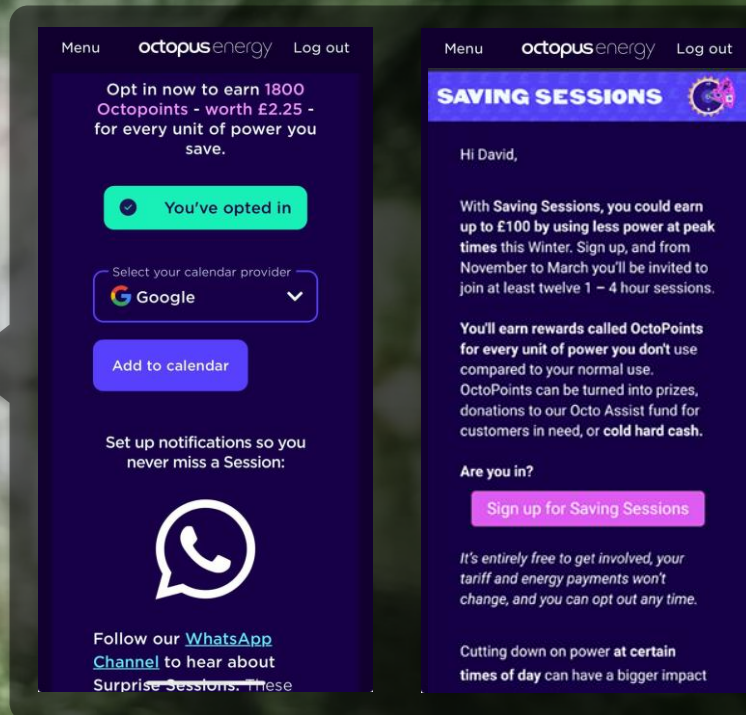 Menu octopusenergy Log out
Opt in now to earn 1800
Octopoints - worth £2.25 -
for every unit of power you
save.
You've opted in
Select your calendar provider
Google
Add to calendar
Set up notifications so you
never miss a Session:
Follow our WhatsApp
Channel to hear about
Surprise Sessions. These
Menu octopusenergy Log out
SAVING SESSIONS
Hi David,
With Saving Sessions, you could earn
up to £100 by using less power at peak
times this Winter. Sign up, and from
November to March you'll be invited to
join at least twelve 1 – 4 hour sessions.
You'll earn rewards called OctoPoints
for every unit of power you don't use
compared to your normal use.
OctoPoints can be turned into prizes,
donations to our Octo Assist fund for
customers in need, or cold hard cash.
Are you in?
Sign up for Saving Sessions
It's entirely free to get involved, your
tariff and energy payments won't
change, and you can opt out any time.
Cutting down on power at certain
times of day can have a bigger impact